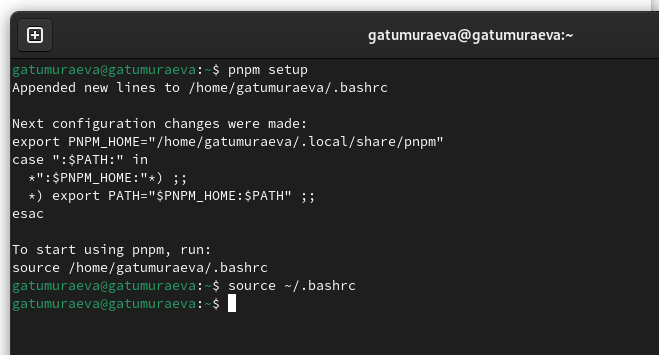 gatumuraeva@gatumuraeva:~
gatumuraeva@gatumuraeva:~$ pnpm setup
Appended new lines to /home/gatumuraeva/.bashrc

Next configuration changes were made:
export PNPM_HOME="/home/gatumuraeva/.local/share/pnpm"
case ":$PATH:" in
  *":$PNPM_HOME:"*) ;;
  *) export PATH="$PNPM_HOME:$PATH" ;;
esac

To start using pnpm, run:
source /home/gatumuraeva/.bashrc
gatumuraeva@gatumuraeva:~$ source ~/.bashrc
gatumuraeva@gatumuraeva:~$